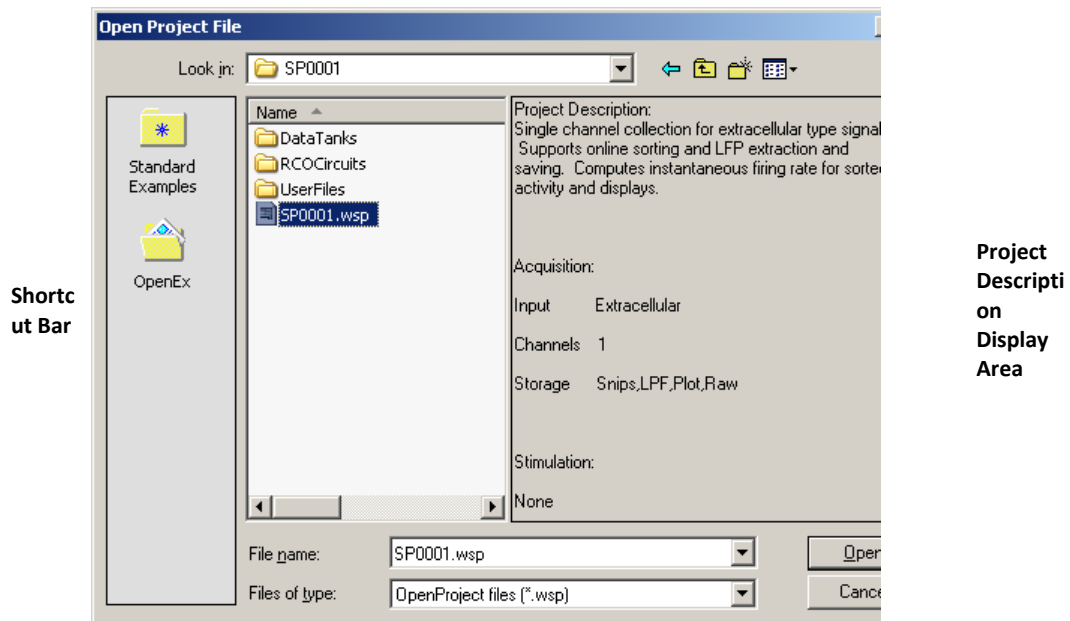 Open Project File
Look in:
SP0001
Standard
Examples
OpenEx
Name
DataTanks
RCOCircuits
UserFiles
SP0001.wsp
Project Description:
Single channel collection for extracellular type signal
Supports online sorting and LFP extraction and
saving. Computes instantaneous firing rate for sorte
activity and displays.
Acquisition:
Input Extracellular
Channels 1
Storage Snips,LPF,Plot,Raw
Stimulation:
None
File name:
SP0001.wsp
Open
Files of type:
OpenProject files (*.wsp)
Cance
Shortc
ut Bar
Project
Descripti
on
Display
Area